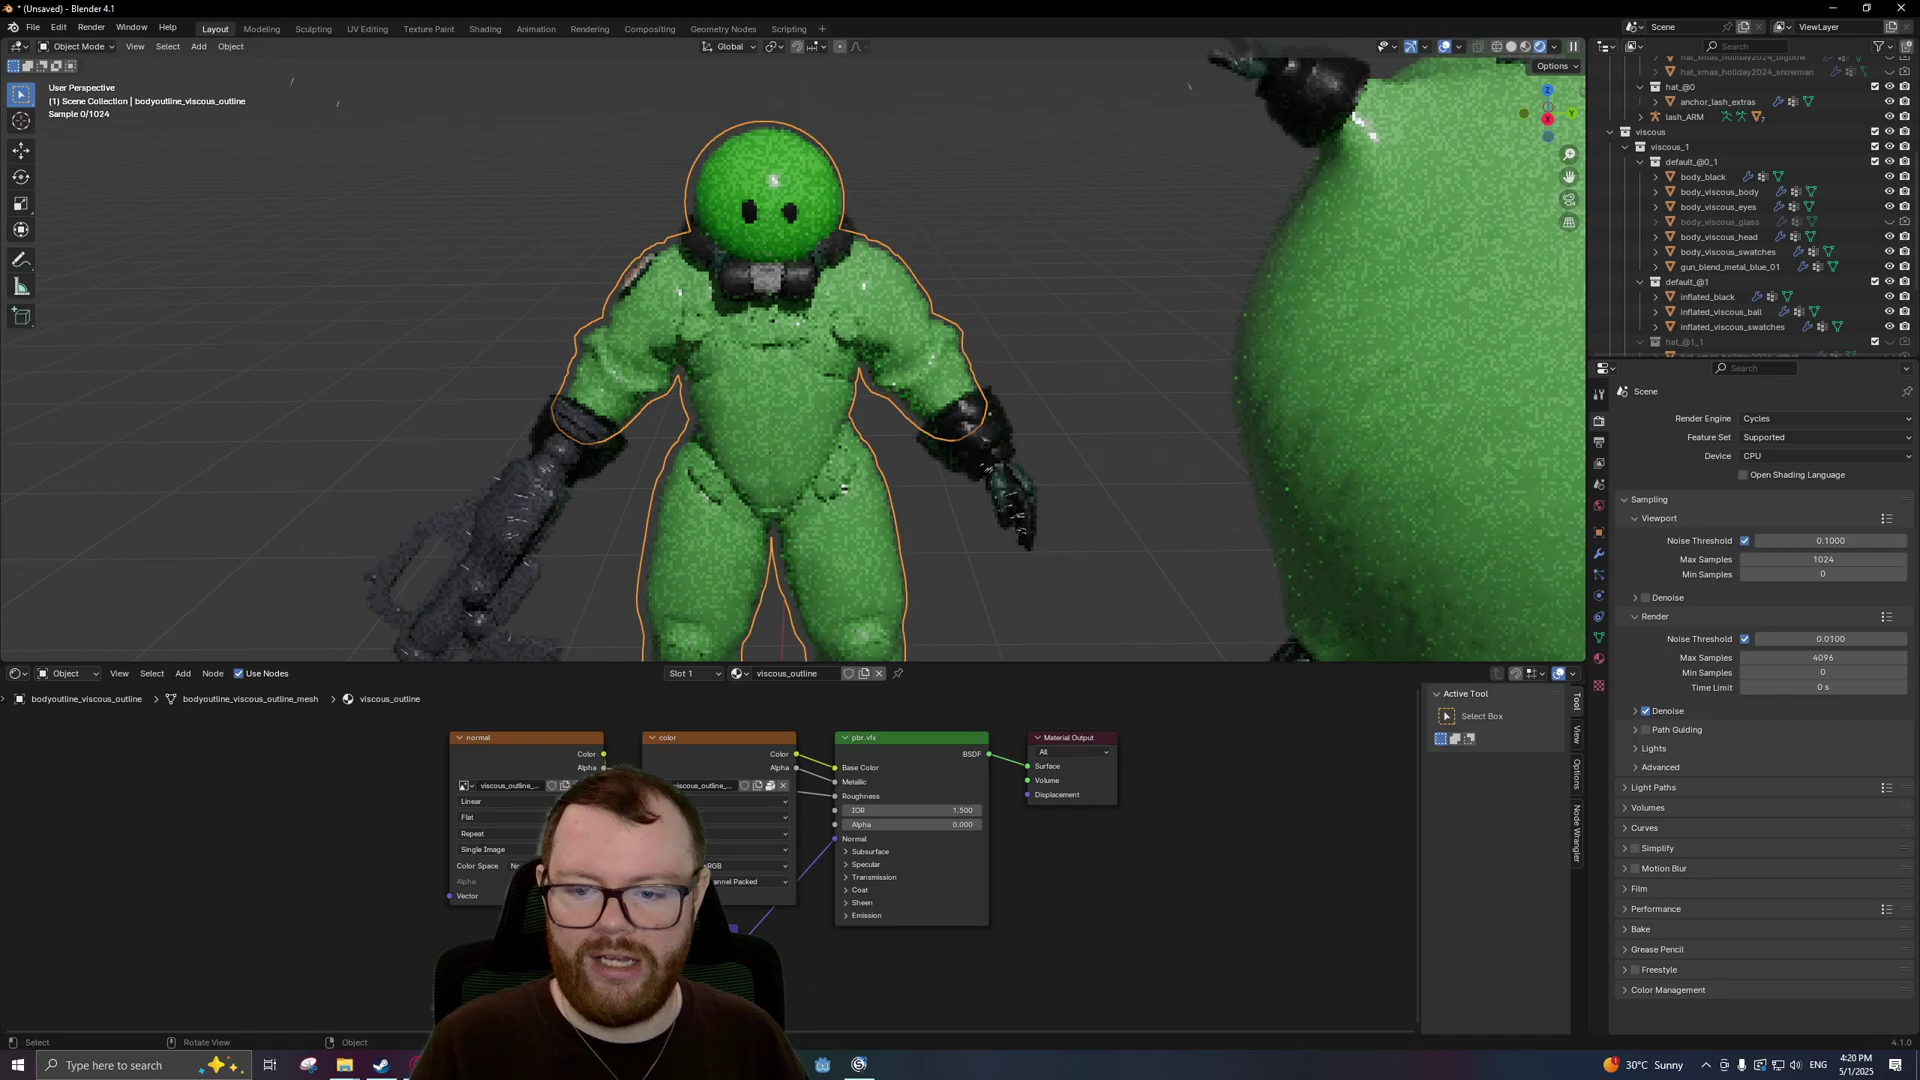 * (Unsaved) - Blender 4.1
File Edit Render Window Help
Layout Modeling Sculpting UV Editing Texture Paint Shading Animation Rendering Compositing Geometry Nodes Scripting +
Scene
ViewLayer
Object Mode View Select Add Object
Global
Options
User Perspective
(1) Scene Collection | bodyoutline_viscous_outline
Sample 0/1024
Z
Y
X
Search
hat_xmas_holiday2024_snowman
hat_@0
anchor_lash_extras
lash_ARM
viscous
viscous_1
default_@0_1
body_black
body_viscous_body
body_viscous_eyes
body_viscous_glass
body_viscous_head
body_viscous_swatches
gun_blend_metal_blue_01
default_@1
inflated_black
inflated_viscous_ball
inflated_viscous_swatches
hat_@1_1
Search
Scene
Render Engine Cycles
Feature Set Supported
Device CPU
Open Shading Language
Sampling
Viewport
Noise Threshold 0.1000
Max Samples 1024
Min Samples 0
Denoise
Render
Noise Threshold 0.0100
Max Samples 4096
Min Samples 0
Time Limit 0 s
Denoise
Path Guiding
Lights
Advanced
Light Paths
Volumes
Curves
Simplify
Motion Blur
Film
Performance
Bake
Grease Pencil
Freestyle
Color Management
Object View Select Add Node Use Nodes
Slot 1
viscous_outline
bodyoutline_viscous_outline > bodyoutline_viscous_outline_mesh > viscous_outline
normal
Color
Alpha
viscous_outline_...
Linear
Flat
Repeat
Single Image
Color Space
Alpha
Vector
color
Color
Alpha
viscous_outline_...
pbr.vfx
BSDF
Base Color
Metallic
Roughness
IOR 1.500
Alpha 0.000
Normal
Subsurface
Specular
Transmission
Coat
Sheen
Emission
Material Output
All
Surface
Volume
Displacement
Active Tool
Select Box
Tool
View
Options
Node Wrangler
Select Rotate View Object
4.1.0
Type here to search
30°C Sunny
ENG
4:20 PM
5/1/2025